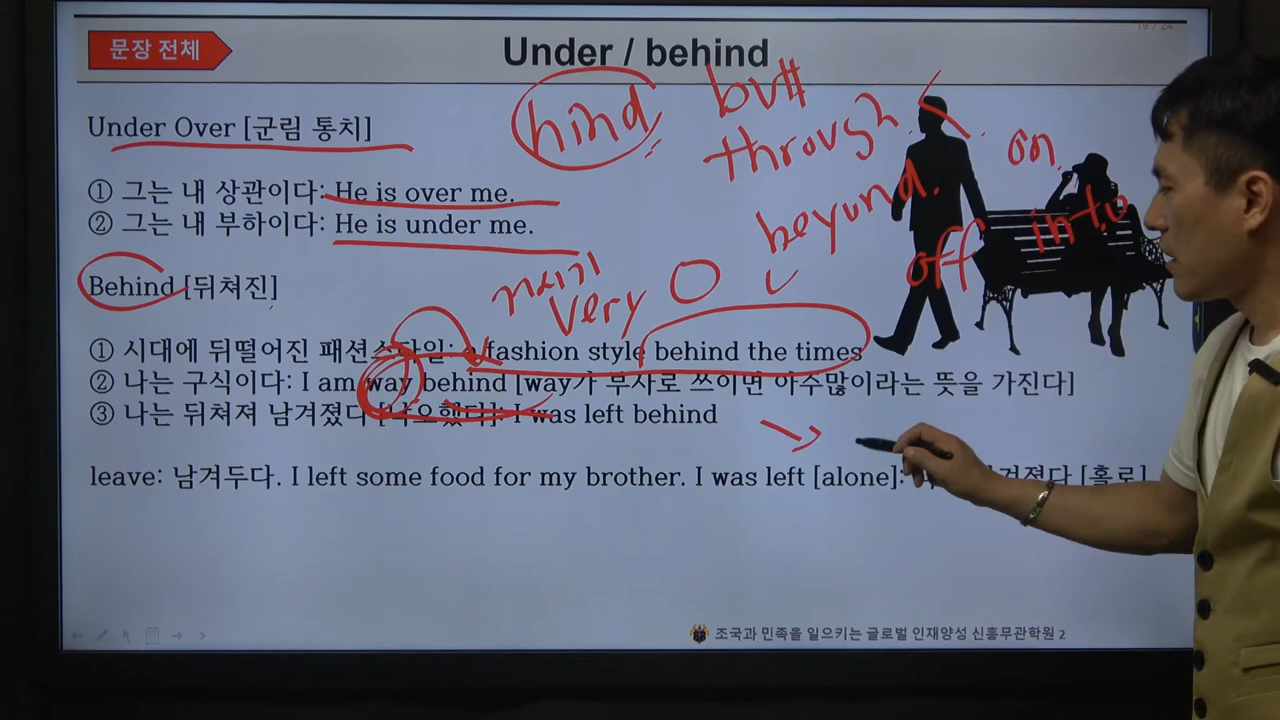 19 / 24
문장 전체
Under / behind
hind
but
through
on
beyond
off into
Under Over [군림 통치]
① 그는 내 상관이다: He is over me.
② 그는 내 부하이다: He is under me.
Behind [뒤쳐진]
very
① 시대에 뒤떨어진 패션스타일: a fashion style behind the times
② 나는 구식이다: I am way behind [way가 부사로 쓰이면 아주많이라는 뜻을 가진다]
③ 나는 뒤쳐져 남겨졌다 [낙오했다]: I was left behind
leave: 남겨두다. I left some food for my brother. I was left [alone]: 겨졌다 [홀로]
조국과 민족을 일으키는 글로벌 인재양성 신흥무관학원 2